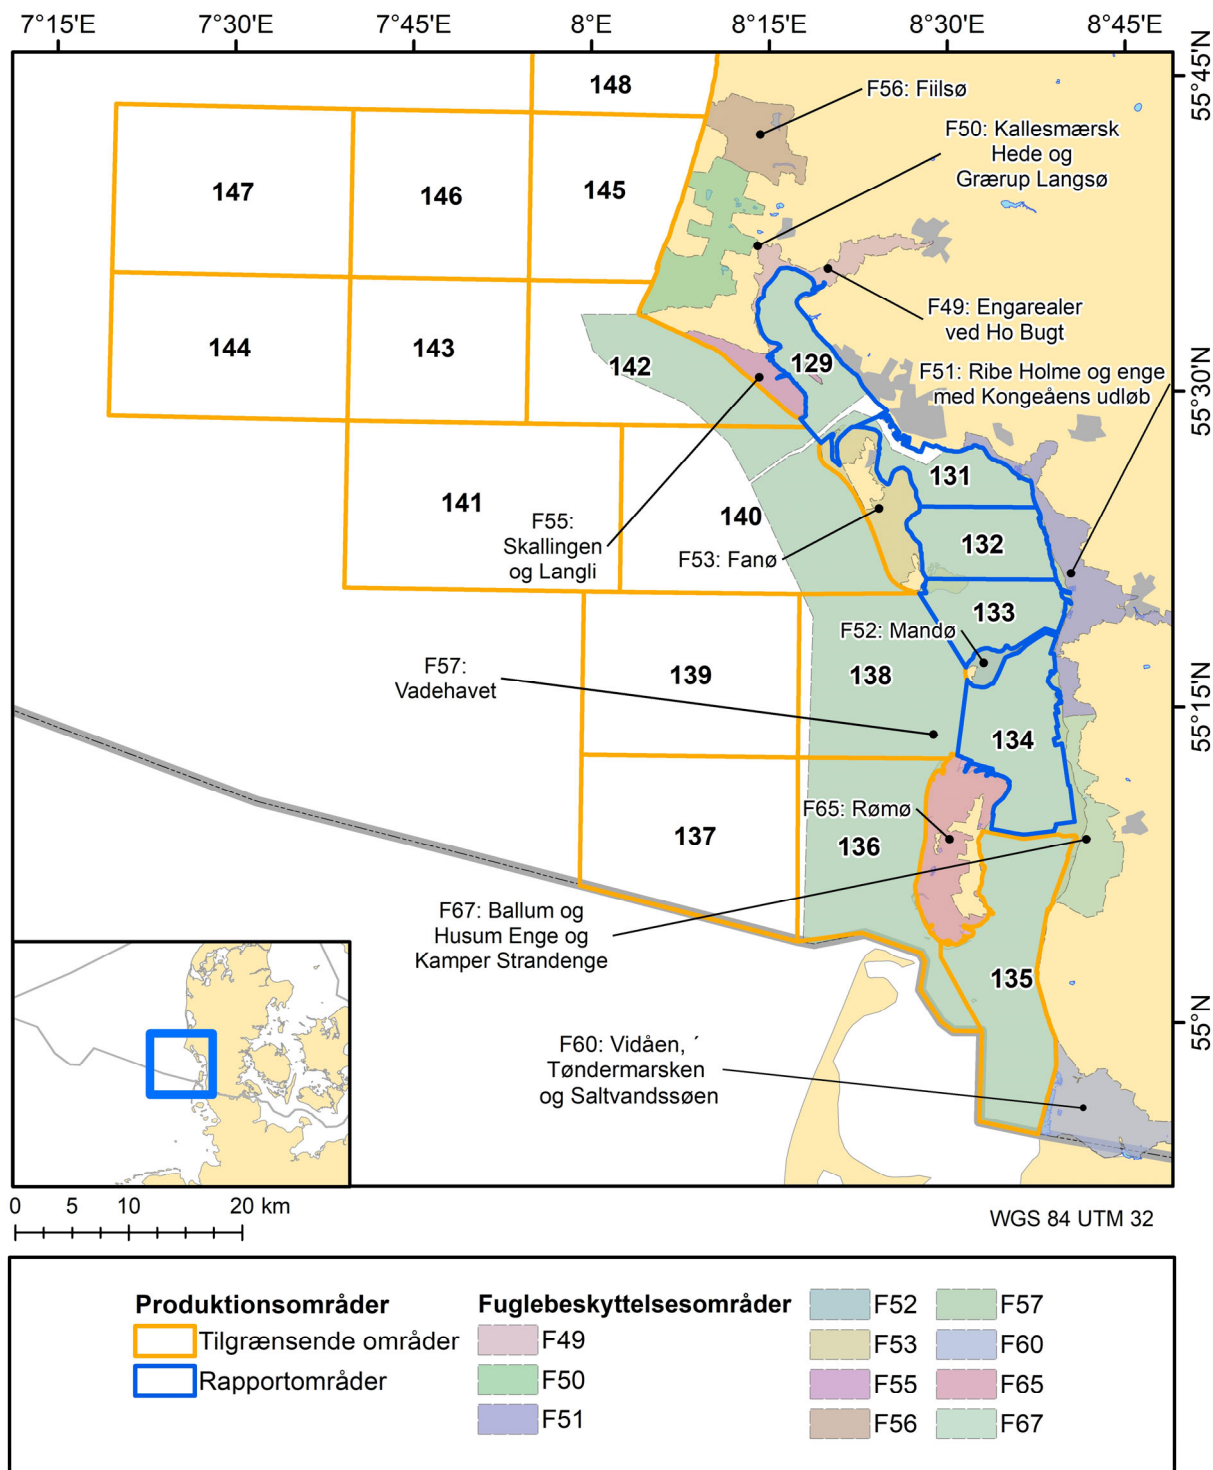 7°15'E 7°30'E 7°45'E 8°E 8°15'E 8°30'E 8°45'E
55°45'N
55°30'N
55°15'N
55°N
148
F56: Fiilsø
F50: Kallesmærsk
Hede og
Grærup Langsø
147
146
145
F49: Engarealer
ved Ho Bugt
144
143
142
129
F51: Ribe Holme og enge
med Kongeåens udløb
131
141
140
F55:
Skallingen
og Langli
F53: Fanø
132
133
F52: Mandø
F57:
Vadehavet
139
138
134
137
136
F65: Rømø
F67: Ballum og
Husum Enge og
Kamper Strandenge
135
F60: Vidåen, ´
Tøndermarsken
og Saltvandssøen
0 5 10 20 km
WGS 84 UTM 32
Produktionsområder
Tilgrænsende områder
Rapportområder
Fuglebeskyttelsesområder
F49
F50
F51
F52
F53
F55
F56
F57
F60
F65
F67